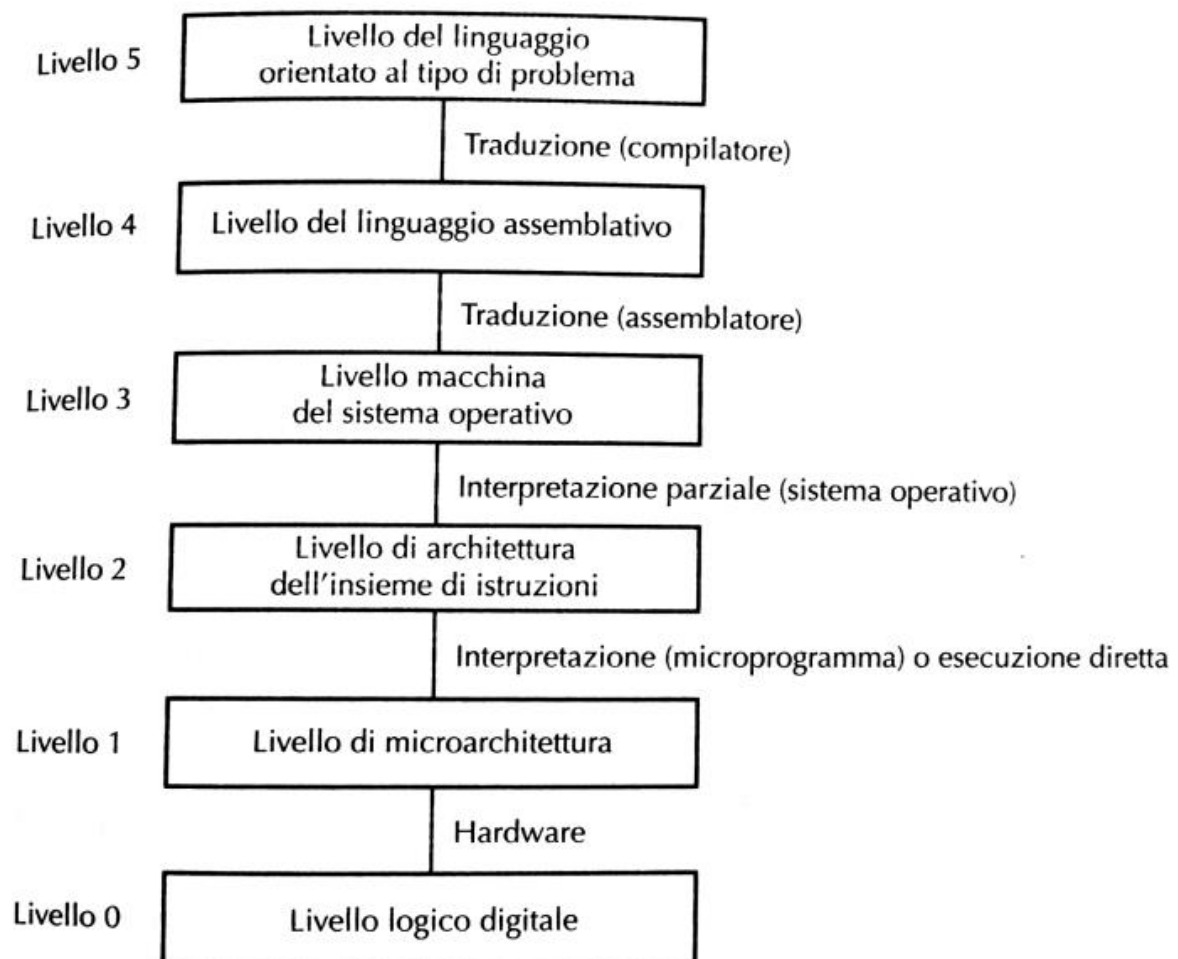 Livello 5
Livello del linguaggio
orientato al tipo di problema
Traduzione (compilatore)
Livello 4
Livello del linguaggio assemblativo
Traduzione (assemblatore)
Livello 3
Livello macchina
del sistema operativo
Interpretazione parziale (sistema operativo)
Livello 2
Livello di architettura
dell'insieme di istruzioni
Interpretazione (microprogramma) o esecuzione diretta
Livello 1
Livello di microarchitettura
Hardware
Livello 0
Livello logico digitale